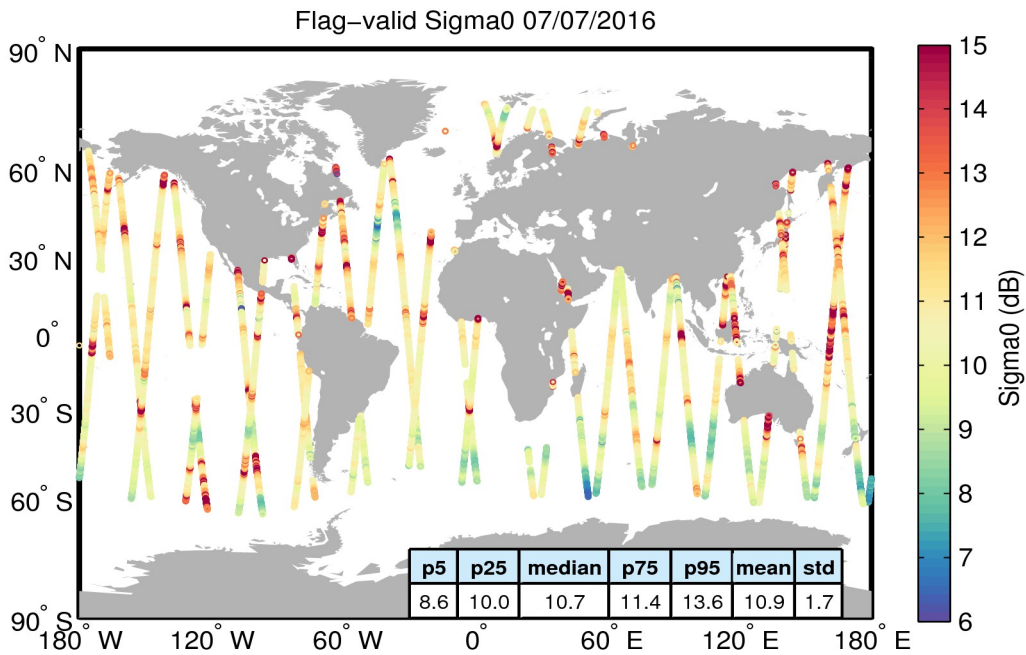 Flag−valid Sigma0 07/07/2016
90° N
60° N
30° N
0°
30° S
60° S
90° S
180° W
120° W
60° W
0°
60° E
120° E
180° E
15
14
13
12
11
10
9
8
7
6
Sigma0 (dB)
p5 p25 median p75 p95 mean std
8.6 10.0 10.7 11.4 13.6 10.9 1.7